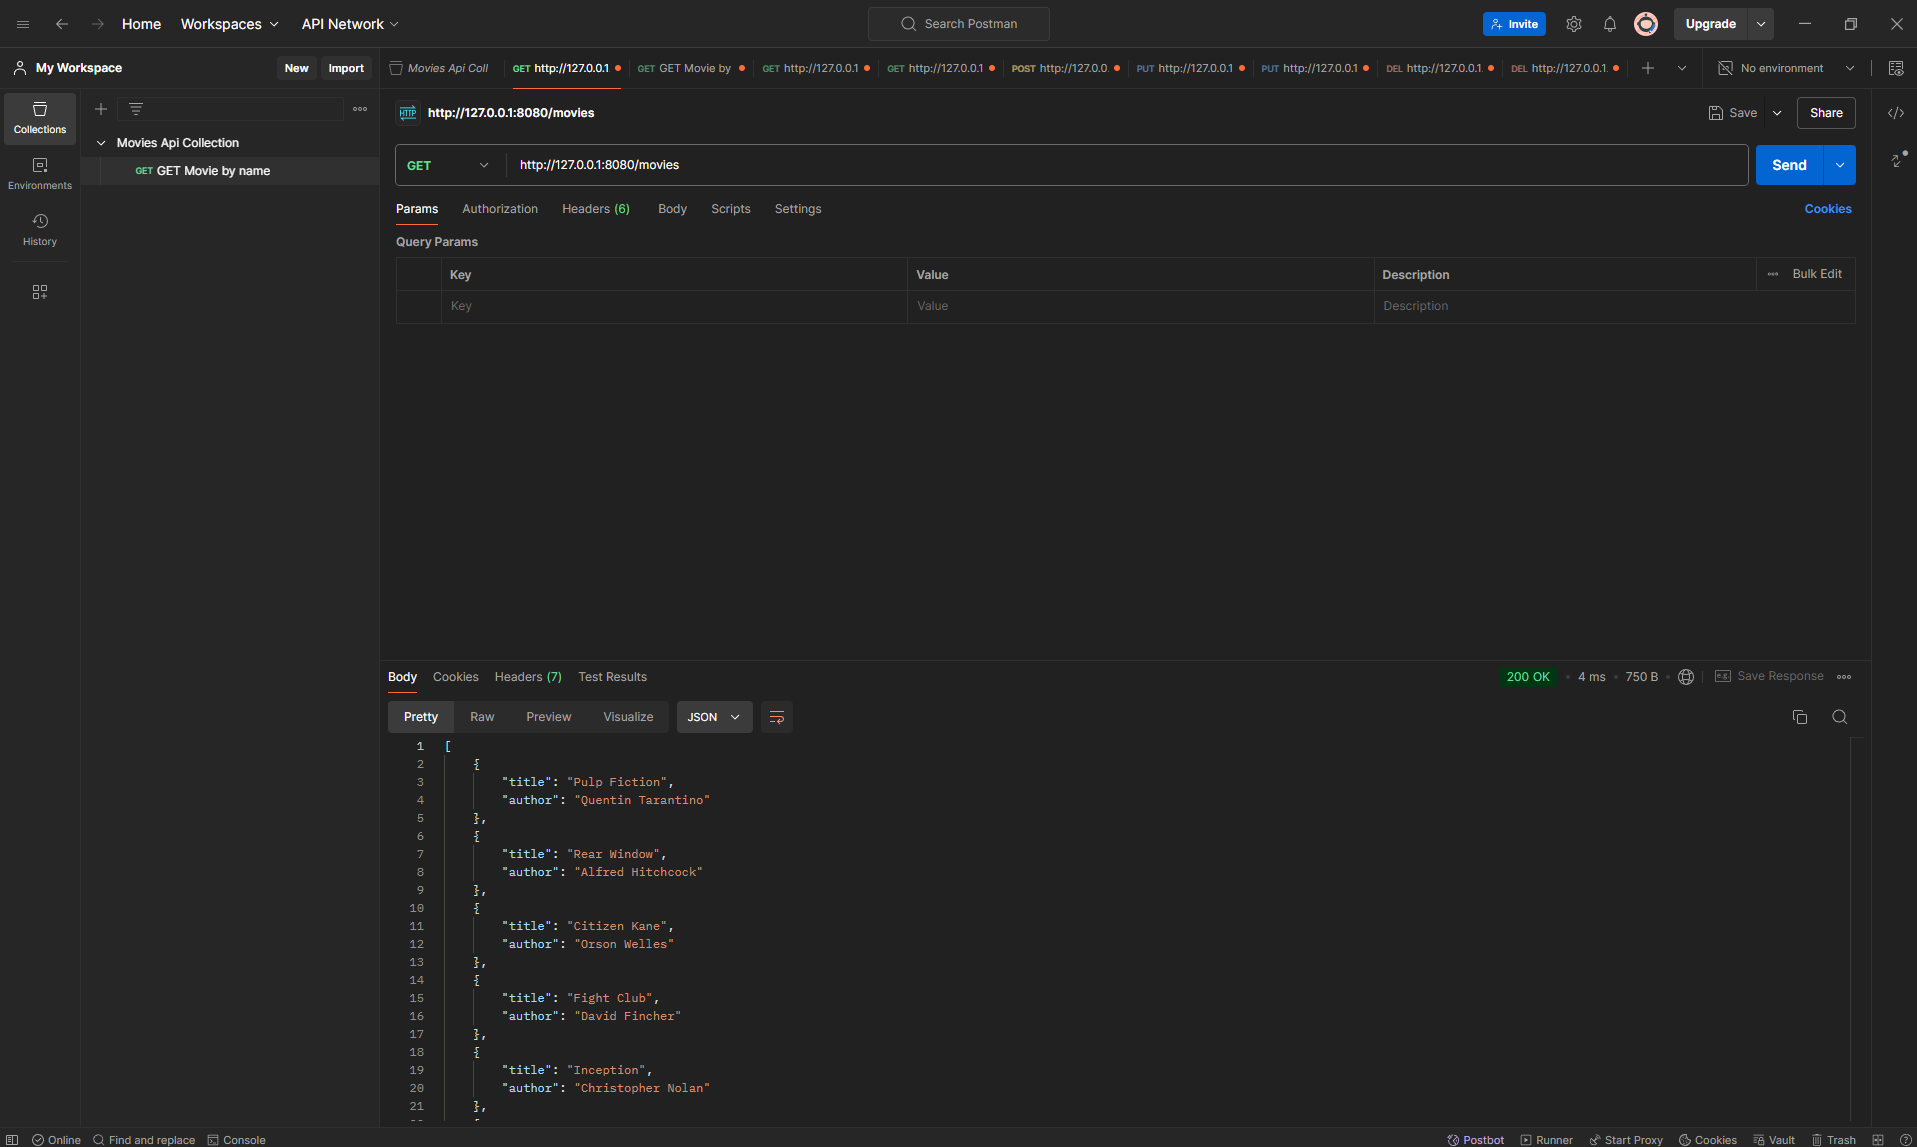 Home Workspaces API Network Search Postman Invite Upgrade
My Workspace New Import Movies Api Coll GET http://127.0.0.1 GET GET Movie by GET http://127.0.0.1 GET http://127.0.0.1 POST http://127.0.0. PUT http://127.0.0.1 PUT http://127.0.0.1 DEL http://127.0.0.1. DEL http://127.0.0.1. No environment
Collections
Movies Api Collection
GET GET Movie by name
Environments
History
HTTP http://127.0.0.1:8080/movies Save Share
GET http://127.0.0.1:8080/movies Send
Params Authorization Headers (6) Body Scripts Settings Cookies
Query Params
Key Value Description Bulk Edit
Key Value Description
Body Cookies Headers (7) Test Results 200 OK 4 ms 750 B e.g. Save Response
Pretty Raw Preview Visualize JSON
1 [
2 {
3 "title": "Pulp Fiction",
4 "author": "Quentin Tarantino"
5 },
6 {
7 "title": "Rear Window",
8 "author": "Alfred Hitchcock"
9 },
10 {
11 "title": "Citizen Kane",
12 "author": "Orson Welles"
13 },
14 {
15 "title": "Fight Club",
16 "author": "David Fincher"
17 },
18 {
19 "title": "Inception",
20 "author": "Christopher Nolan"
21 },
Online Find and replace Console Postbot Runner Start Proxy Cookies Vault Trash